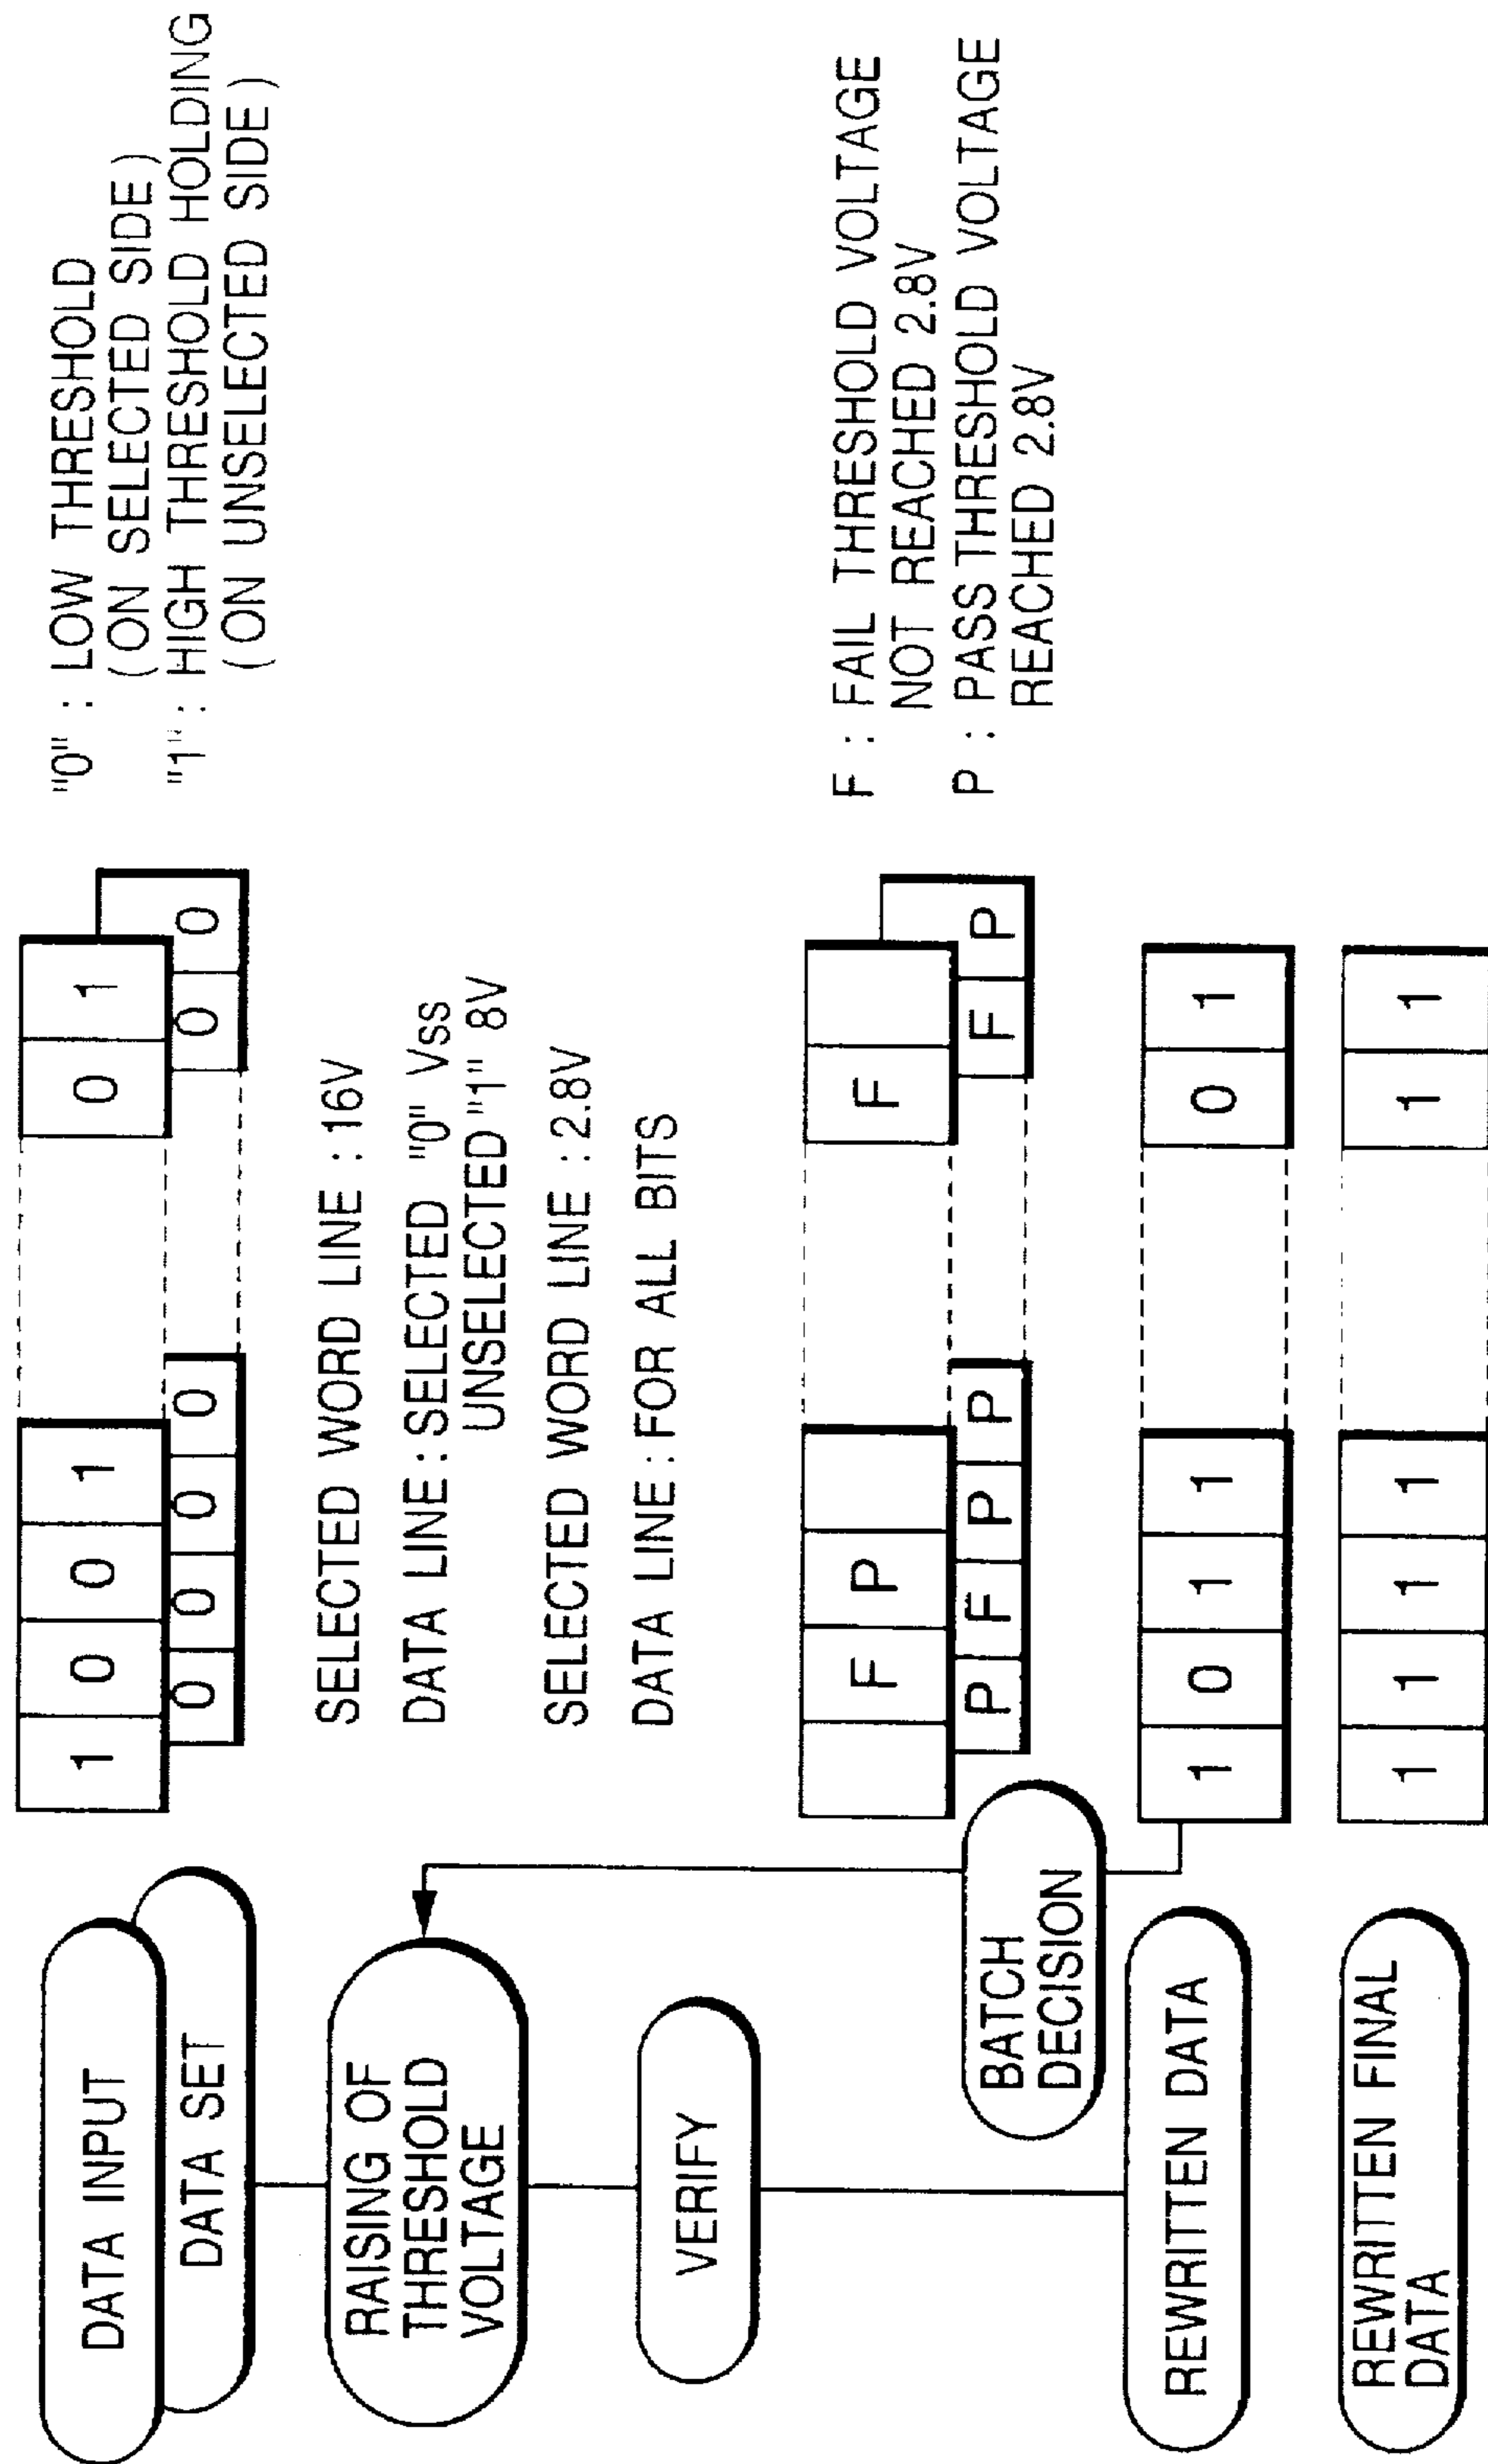 DATA INPUT
DATA SET
1 0 0 1 0 1
0 0 0 0 0 0
"0" : LOW THRESHOLD
(ON SELECTED SIDE)
"1" : HIGH THRESHOLD HOLDING
(ON UNSELECTED SIDE)
RAISING OF
THRESHOLD
VOLTAGE
SELECTED WORD LINE : 16V
DATA LINE : SELECTED "0" Vss
UNSELECTED "1" 8V
VERIFY
SELECTED WORD LINE : 2.8V
DATA LINE : FOR ALL BITS
F P F
P F P P F P
F : FAIL THRESHOLD VOLTAGE
NOT REACHED 2.8V
P : PASS THRESHOLD VOLTAGE
REACHED 2.8V
BATCH
DECISION
REWRITTEN DATA
1 0 1 1 0 1
REWRITTEN FINAL
DATA
1 1 1 1 1 1